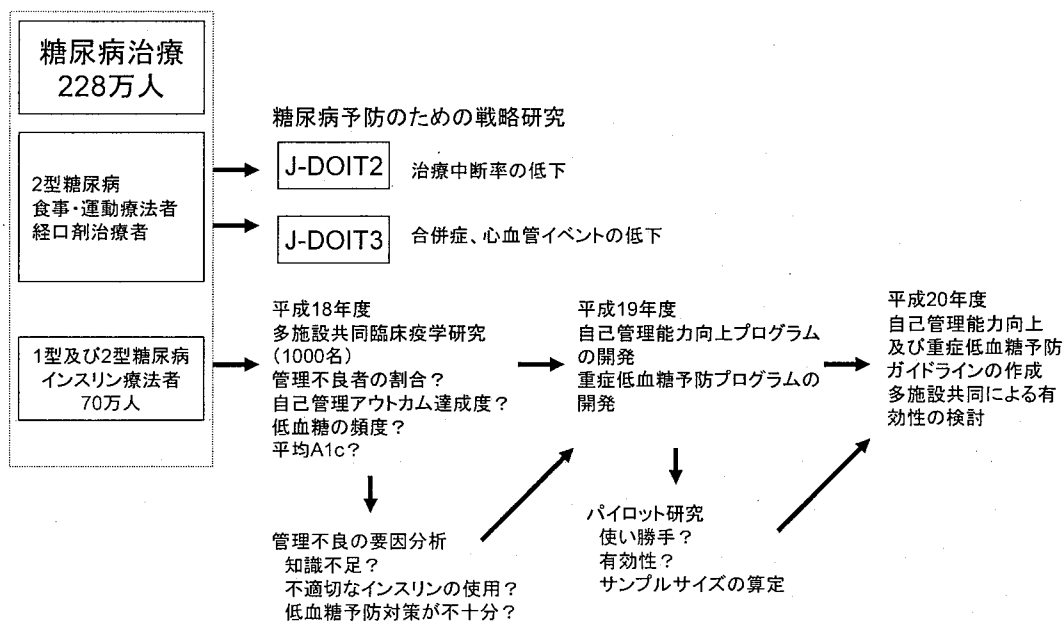 糖尿病治療
228万人
2型糖尿病
食事・運動療法者
経口剤治療者
1型及び2型糖尿病
インスリン療法者
70万人
糖尿病予防のための戦略研究
J-DOIT2
治療中断率の低下
J-DOIT3
合併症、心血管イベントの低下
平成18年度
多施設共同臨床疫学研究
(1000名)
管理不良者の割合?
自己管理アウトカム達成度?
低血糖の頻度?
平均A1c?
管理不良の要因分析
知識不足?
不適切なインスリンの使用?
低血糖予防対策が不十分?
平成19年度
自己管理能力向上プログラム
の開発
重症低血糖予防プログラムの
開発
パイロット研究
使い勝手?
有効性?
サンプルサイズの算定
平成20年度
自己管理能力向上
及び重症低血糖予防
ガイドラインの作成
多施設共同による有
効性の検討